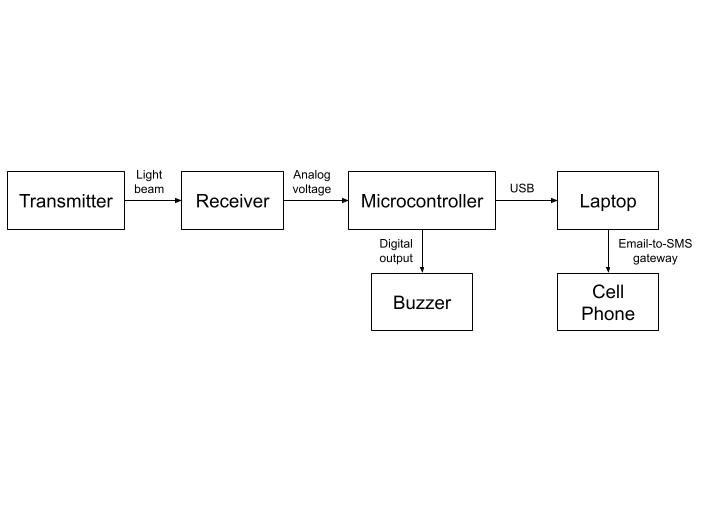 Light
beam
Analog
voltage
USB
Transmitter
Receiver
Microcontroller
Laptop
Digital
output
Email-to-SMS
gateway
Buzzer
Cell
Phone